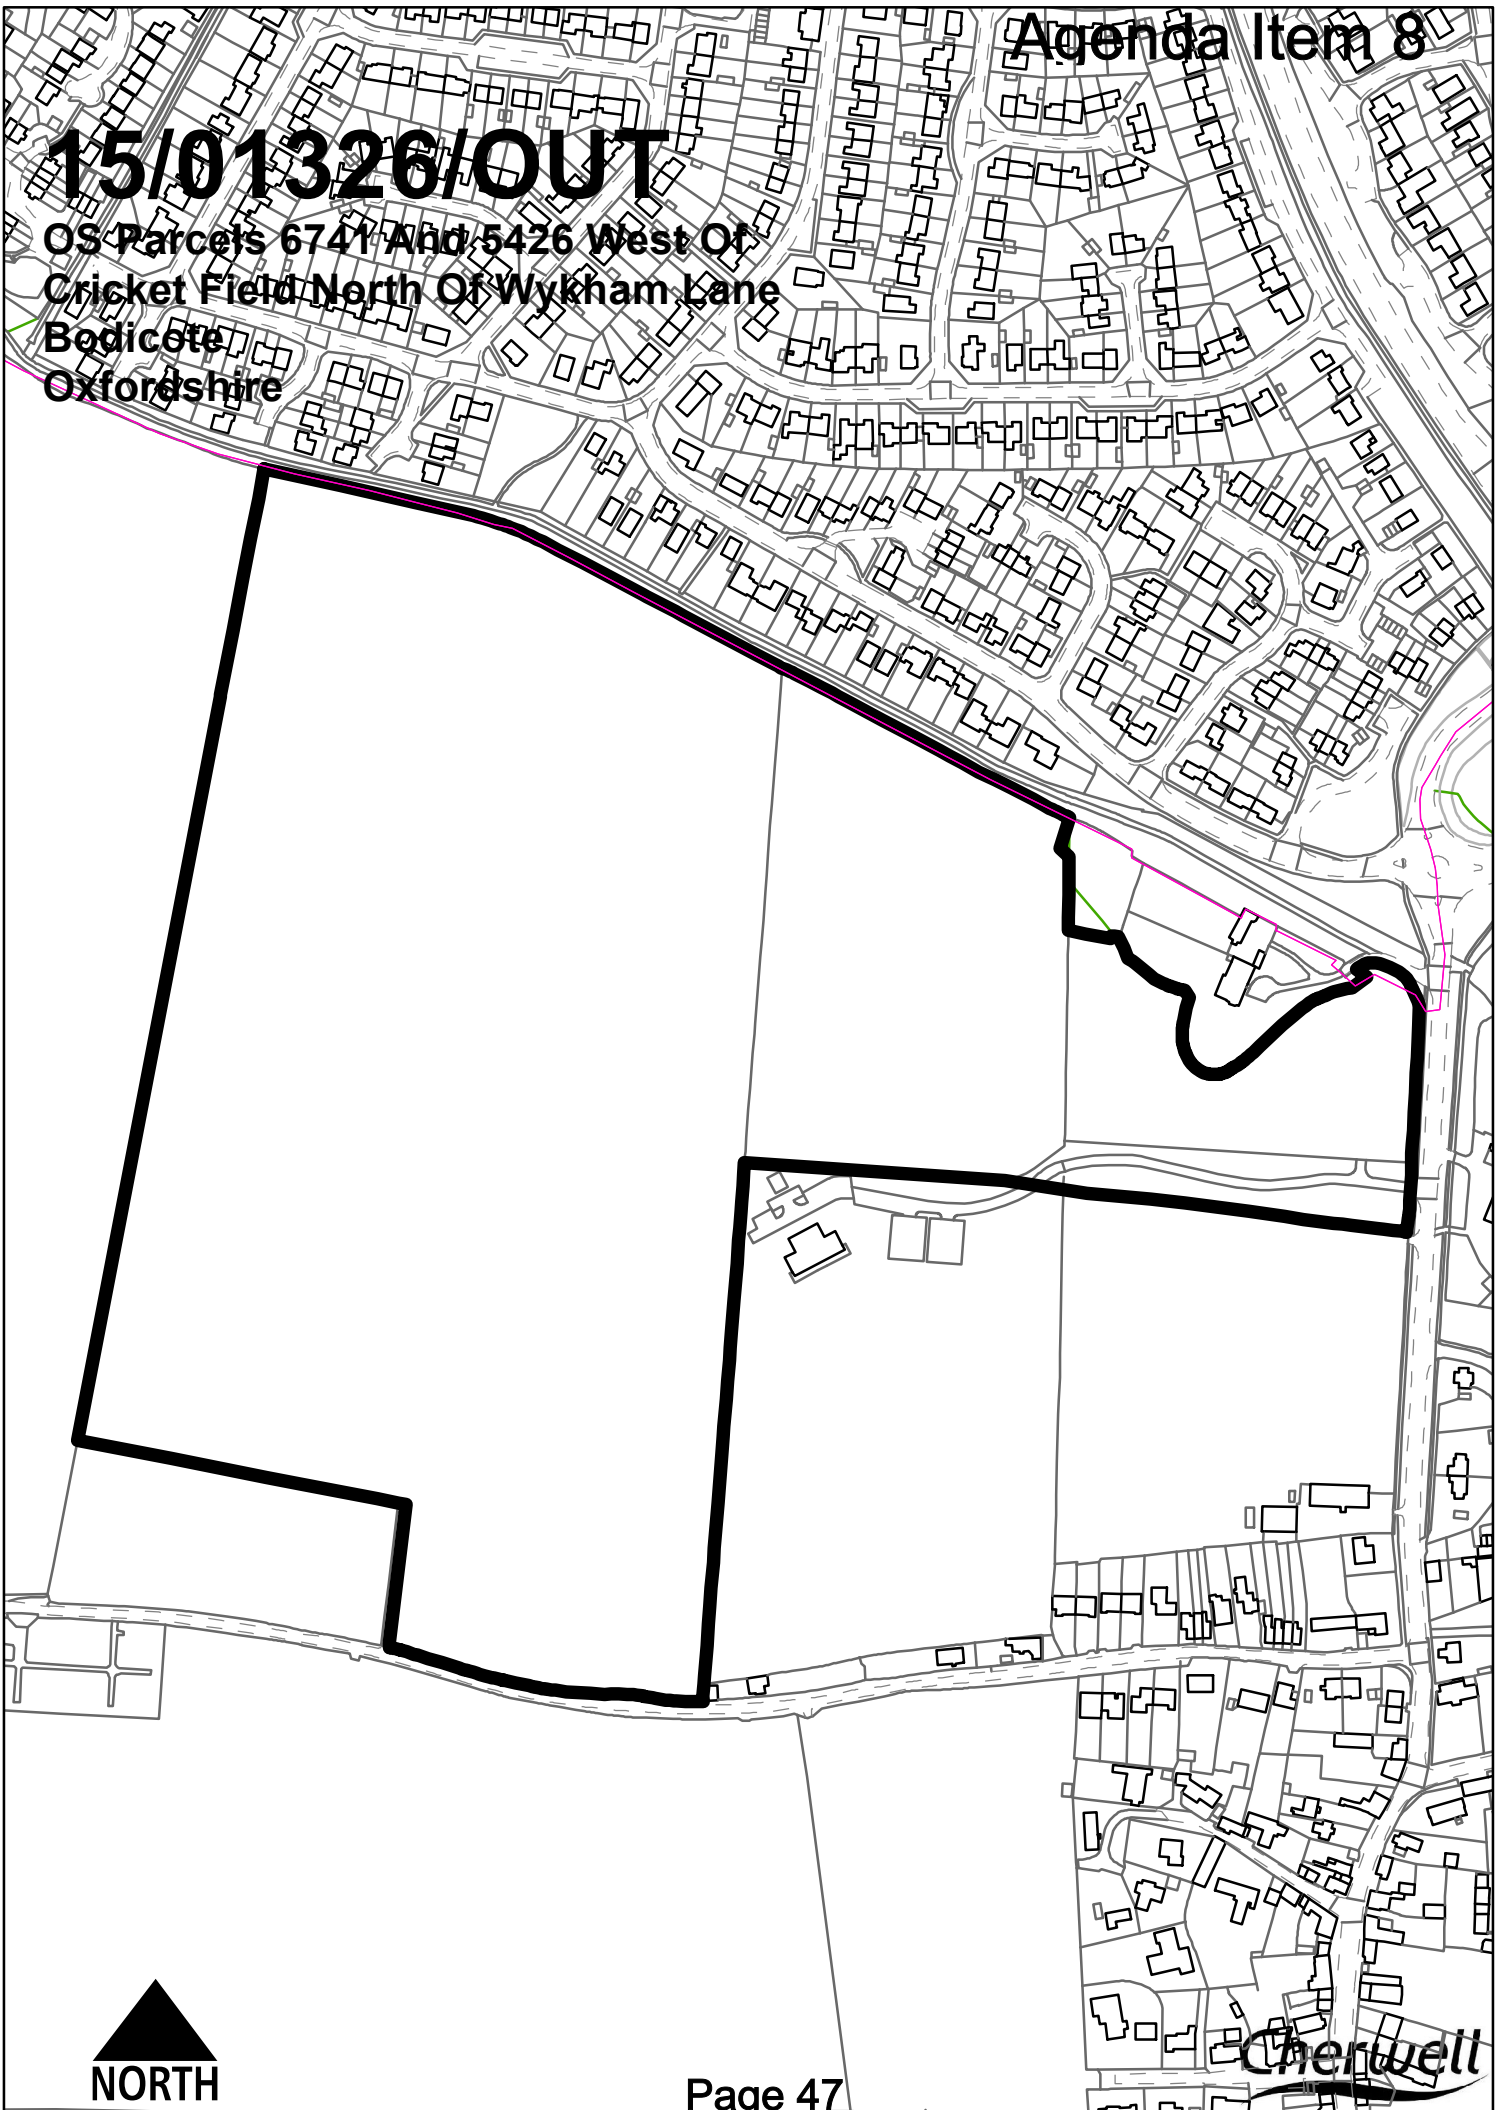 Agenda Item 8
15/01326/OUT
OS Parcels 6741 And 5426 West Of
Cricket Field North Of Wykham Lane
Bodicote
Oxfordshire
NORTH
Cherwell
Page 47